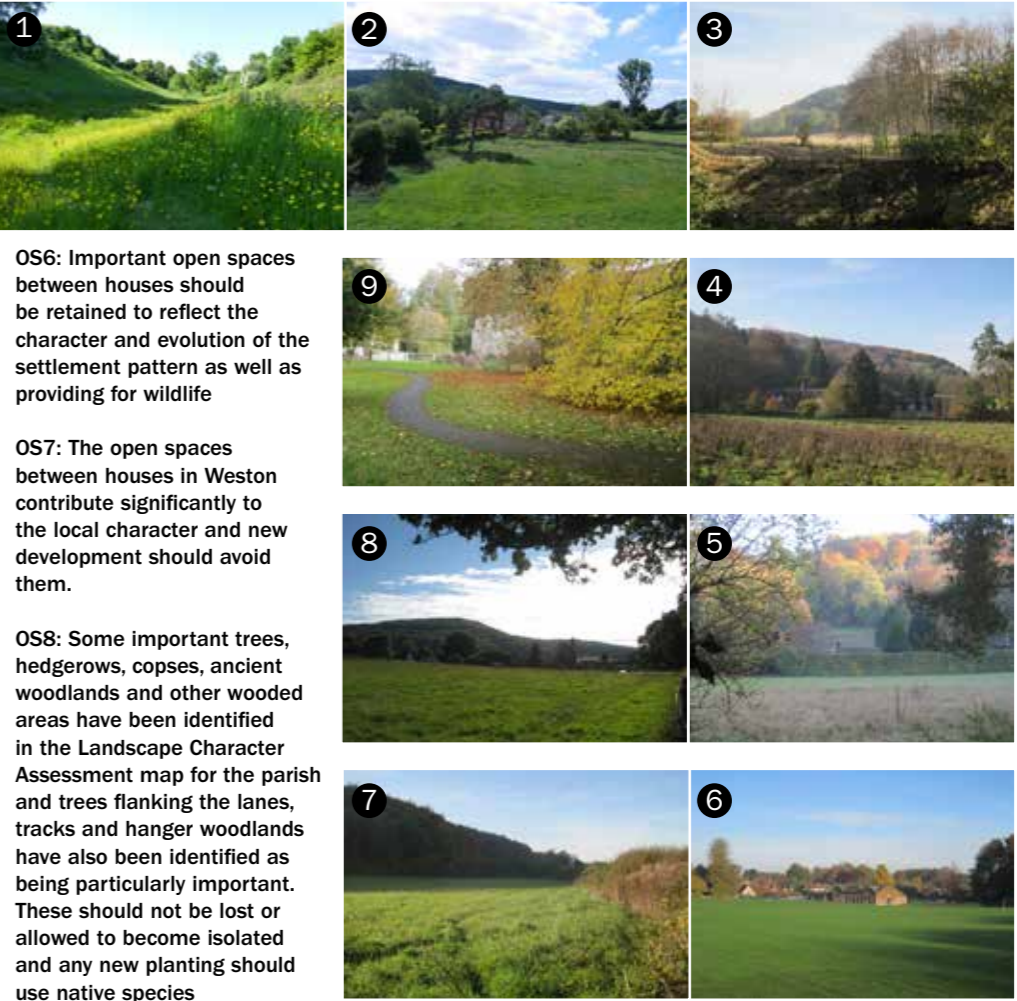 1
2
3
OS6: Important open spaces
between houses should
be retained to reflect the
character and evolution of the
settlement pattern as well as
providing for wildlife
OS7: The open spaces
between houses in Weston
contribute significantly to
the local character and new
development should avoid
them.
OS8: Some important trees,
hedgerows, copses, ancient
woodlands and other wooded
areas have been identified
in the Landscape Character
Assessment map for the parish
and trees flanking the lanes,
tracks and hanger woodlands
have also been identified as
being particularly important.
These should not be lost or
allowed to become isolated
and any new planting should
use native species
9
4
8
5
7
6